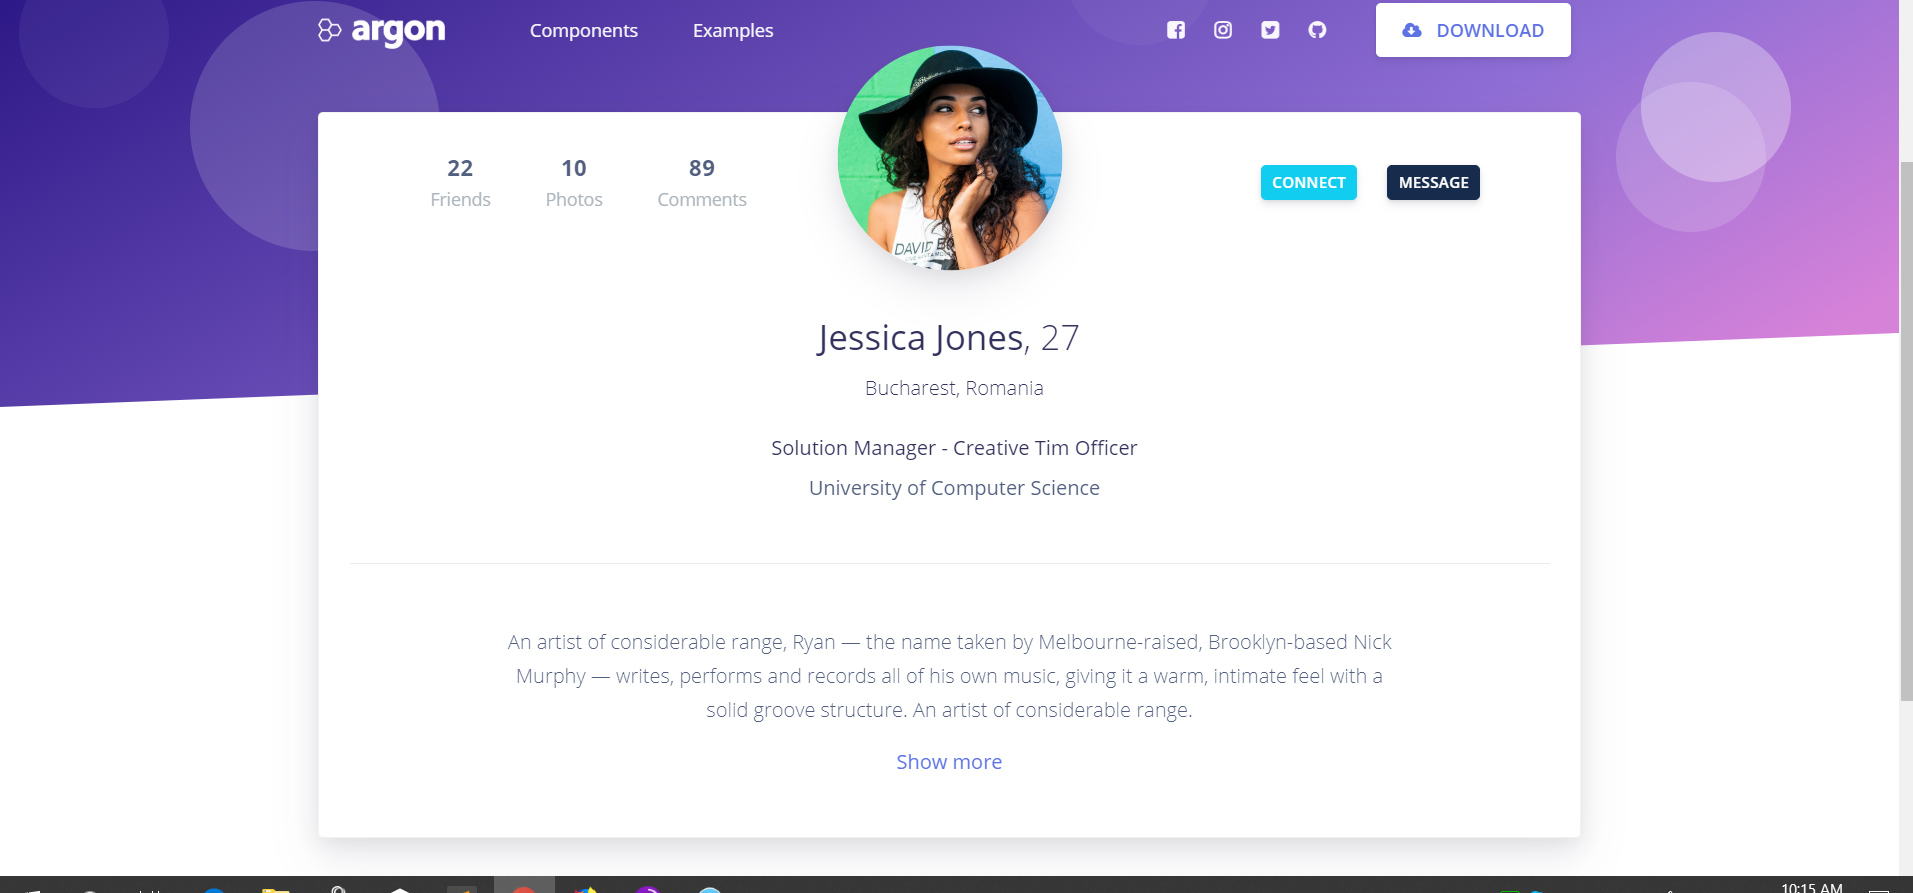 argon
Components
Examples
DOWNLOAD
22
Friends
10
Photos
89
Comments
DAVID BO
CONNECT
MESSAGE
Jessica Jones, 27
Bucharest, Romania
Solution Manager - Creative Tim Officer
University of Computer Science
An artist of considerable range, Ryan — the name taken by Melbourne-raised, Brooklyn-based Nick
Murphy — writes, performs and records all of his own music, giving it a warm, intimate feel with a
solid groove structure. An artist of considerable range.
Show more
10:15 AM